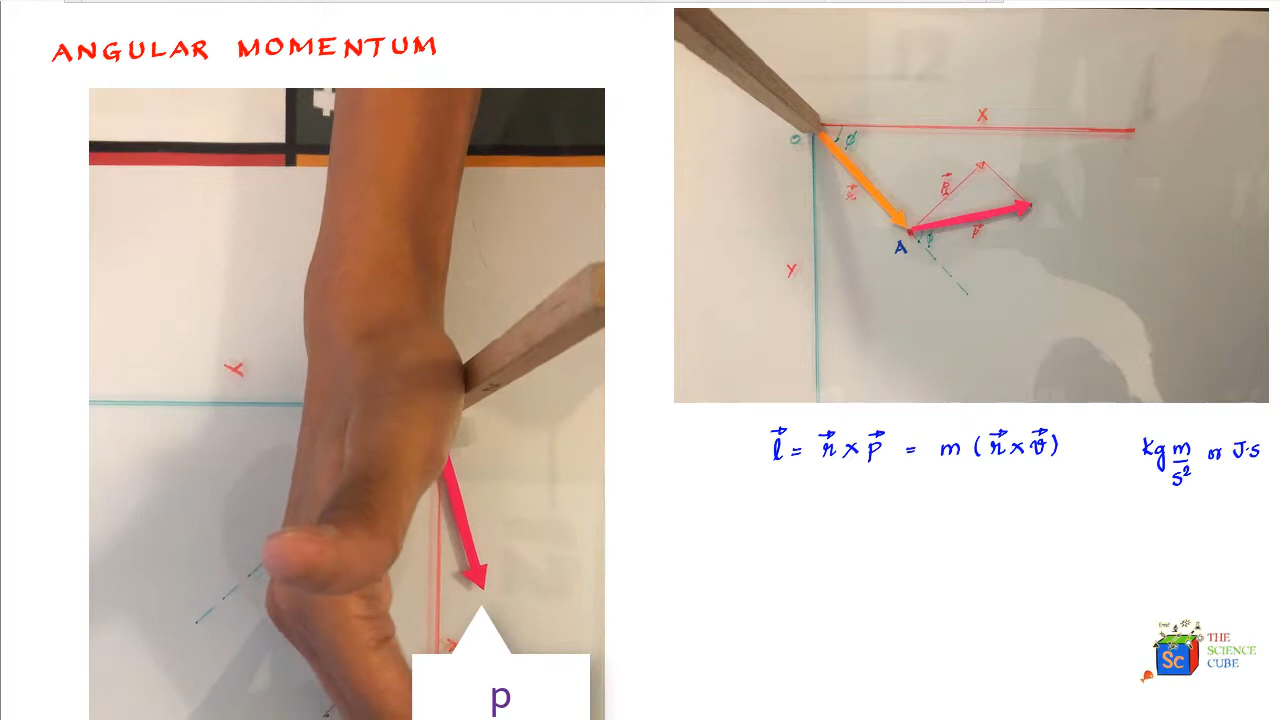 ANGULAR MOMENTUM
X
O
φ
r⃗
p⃗⊥
p⃗
A
φ
Y
Y
l⃗ = r⃗ × p⃗ = m ( r⃗ × v⃗ )
Kg m/s² or J·S
p
Sc
THE
SCIENCE
CUBE